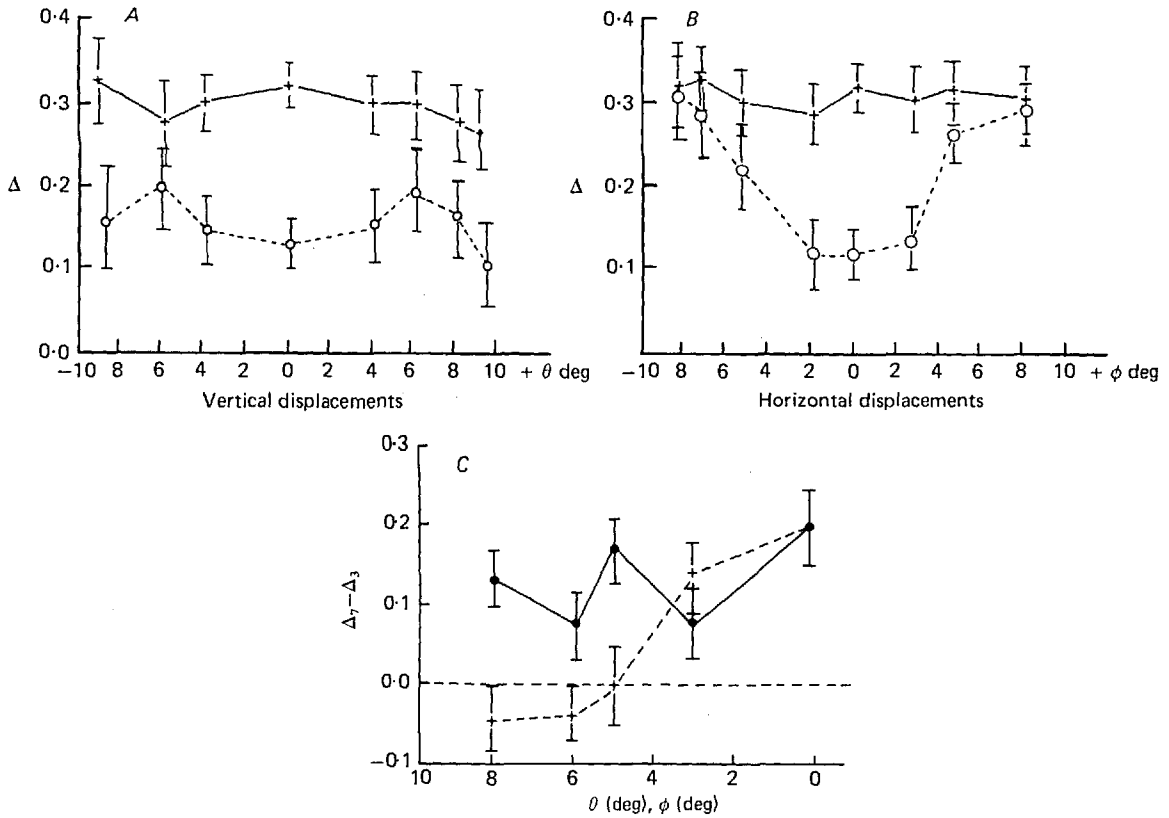 A
0·4
0·3
Δ 0·2
0·1
0·0
−10 8 6 4 2 0 2 4 6 8 10 + θ deg
Vertical displacements
B
0·4
0·3
Δ 0·2
0·1
−10 8 6 4 2 0 2 4 6 8 10 + ϕ deg
Horizontal displacements
C
0·3
0·2
Δ₇−Δ₃
0·1
0·0
−0·1
10 8 6 4 2 0
θ (deg), ϕ (deg)